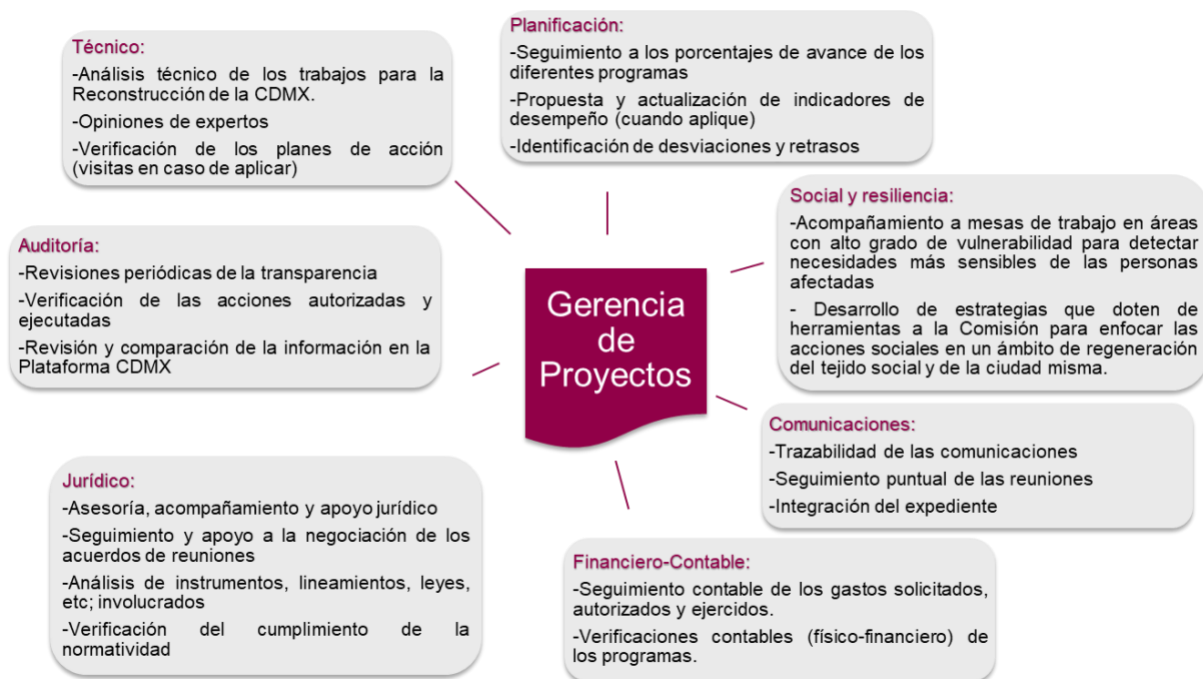 Técnico:
-Análisis técnico de los trabajos para la
Reconstrucción de la CDMX.
-Opiniones de expertos
-Verificación de los planes de acción
(visitas en caso de aplicar)
Planificación:
-Seguimiento a los porcentajes de avance de los
diferentes programas
-Propuesta y actualización de indicadores de
desempeño (cuando aplique)
-Identificación de desviaciones y retrasos
Auditoría:
-Revisiones periódicas de la transparencia
-Verificación de las acciones autorizadas y
ejecutadas
-Revisión y comparación de la información en la
Plataforma CDMX
Gerencia
de
Proyectos
Social y resiliencia:
-Acompañamiento a mesas de trabajo en áreas
con alto grado de vulnerabilidad para detectar
necesidades más sensibles de las personas
afectadas
- Desarrollo de estrategias que doten de
herramientas a la Comisión para enfocar las
acciones sociales en un ámbito de regeneración
del tejido social y de la ciudad misma.
Comunicaciones:
-Trazabilidad de las comunicaciones
-Seguimiento puntual de las reuniones
-Integración del expediente
Jurídico:
-Asesoría, acompañamiento y apoyo jurídico
-Seguimiento y apoyo a la negociación de los
acuerdos de reuniones
-Análisis de instrumentos, lineamientos, leyes,
etc; involucrados
-Verificación del cumplimiento de la
normatividad
Financiero-Contable:
-Seguimiento contable de los gastos solicitados,
autorizados y ejercidos.
-Verificaciones contables (físico-financiero) de
los programas.